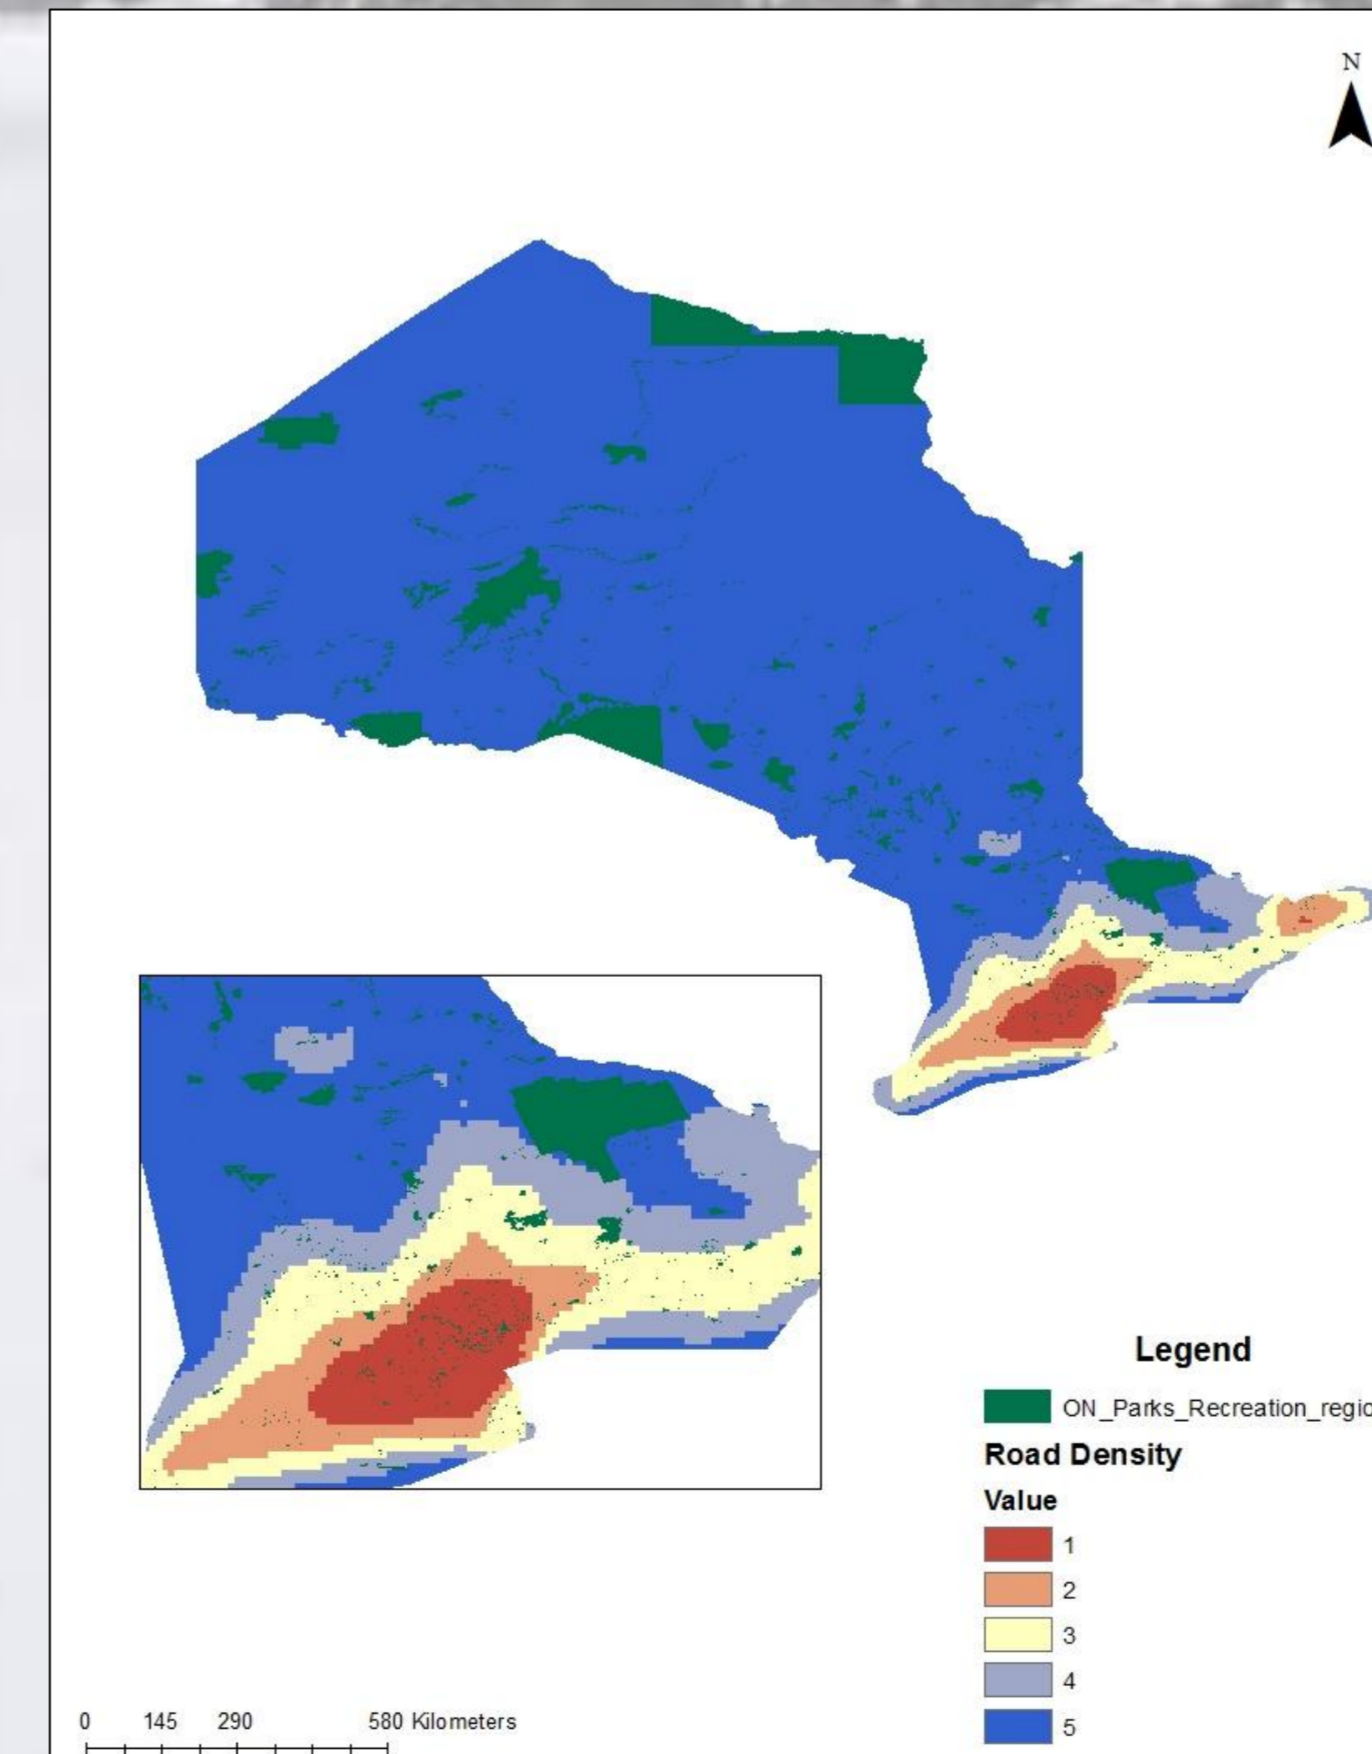 N
Legend
ON_Parks_Recreation_regio
Road Density
Value
1
2
3
4
5
0 145 290 580 Kilometers